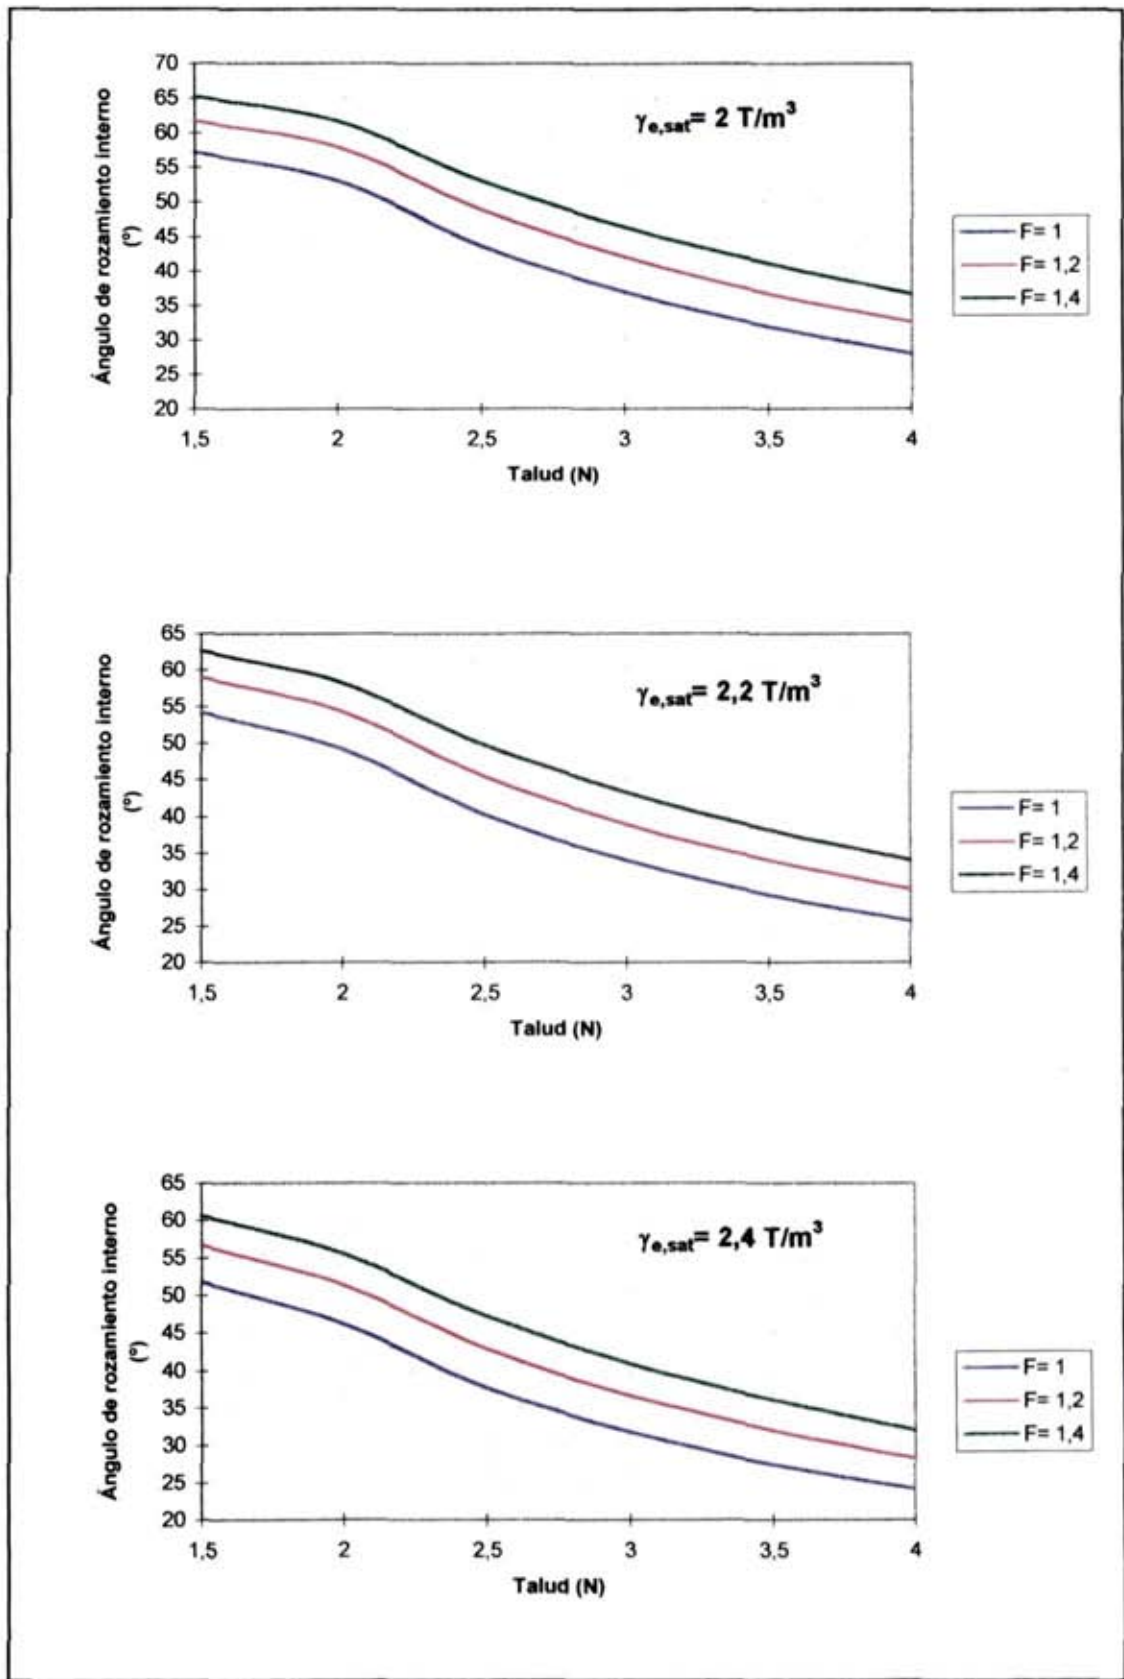 70
65
60
55
50
45
40
35
30
25
20
Ángulo de rozamiento interno
(º)
γe,sat= 2 T/m³
1,5 2 2,5 3 3,5 4
Talud (N)
F= 1
F= 1,2
F= 1,4
65
60
55
50
45
40
35
30
25
20
Ángulo de rozamiento interno
(º)
γe,sat= 2,2 T/m³
1,5 2 2,5 3 3,5 4
Talud (N)
F= 1
F= 1,2
F= 1,4
65
60
55
50
45
40
35
30
25
20
Ángulo de rozamiento interno
(º)
γe,sat= 2,4 T/m³
1,5 2 2,5 3 3,5 4
Talud (N)
F= 1
F= 1,2
F= 1,4